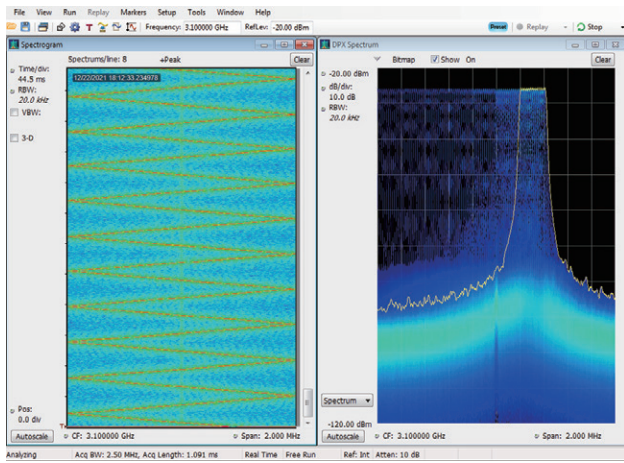 File View Run Replay Markers Setup Tools Window Help
Frequency: 3.100000 GHz RefLev: -20.00 dBm Preset Replay Stop
Spectrogram
Time/div:
44.5 ms
RBW:
20.0 kHz
VBW:
3-D
Pos:
0.0 div
Autoscale
Spectrums/line: 8 +Peak Clear
12/22/2021 18:12:33.234978
CF: 3.100000 GHz Span: 2.000 MHz
DPX Spectrum
Bitmap Show On Clear
-20.00 dBm
dB/div:
10.0 dB
RBW:
20.0 kHz
Spectrum
-120.00 dBm
Autoscale CF: 3.100000 GHz Span: 2.000 MHz
Analyzing Acq BW: 2.50 MHz, Acq Length: 1.091 ms Real Time Free Run Ref: Int Atten: 10 dB